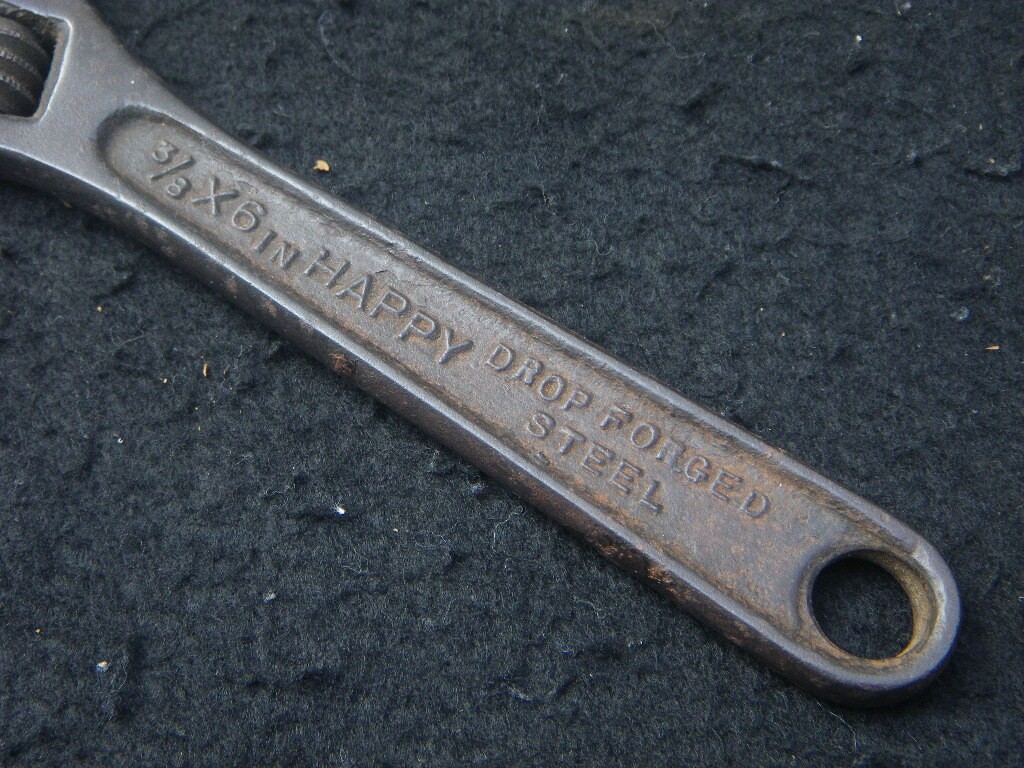 3/8 X 6 IN HAPPY DROP FORGED
STEEL